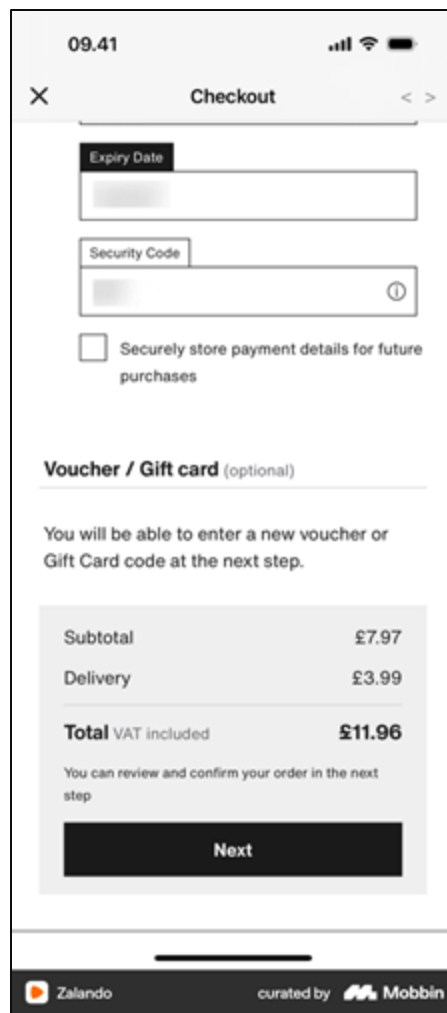 09.41
Checkout
< >
Expiry Date
Security Code
Securely store payment details for future
purchases
Voucher / Gift card (optional)
You will be able to enter a new voucher or
Gift Card code at the next step.
Subtotal £7.97
Delivery £3.99
Total VAT included £11.96
You can review and confirm your order in the next
step
Next
Zalando curated by Mobbin